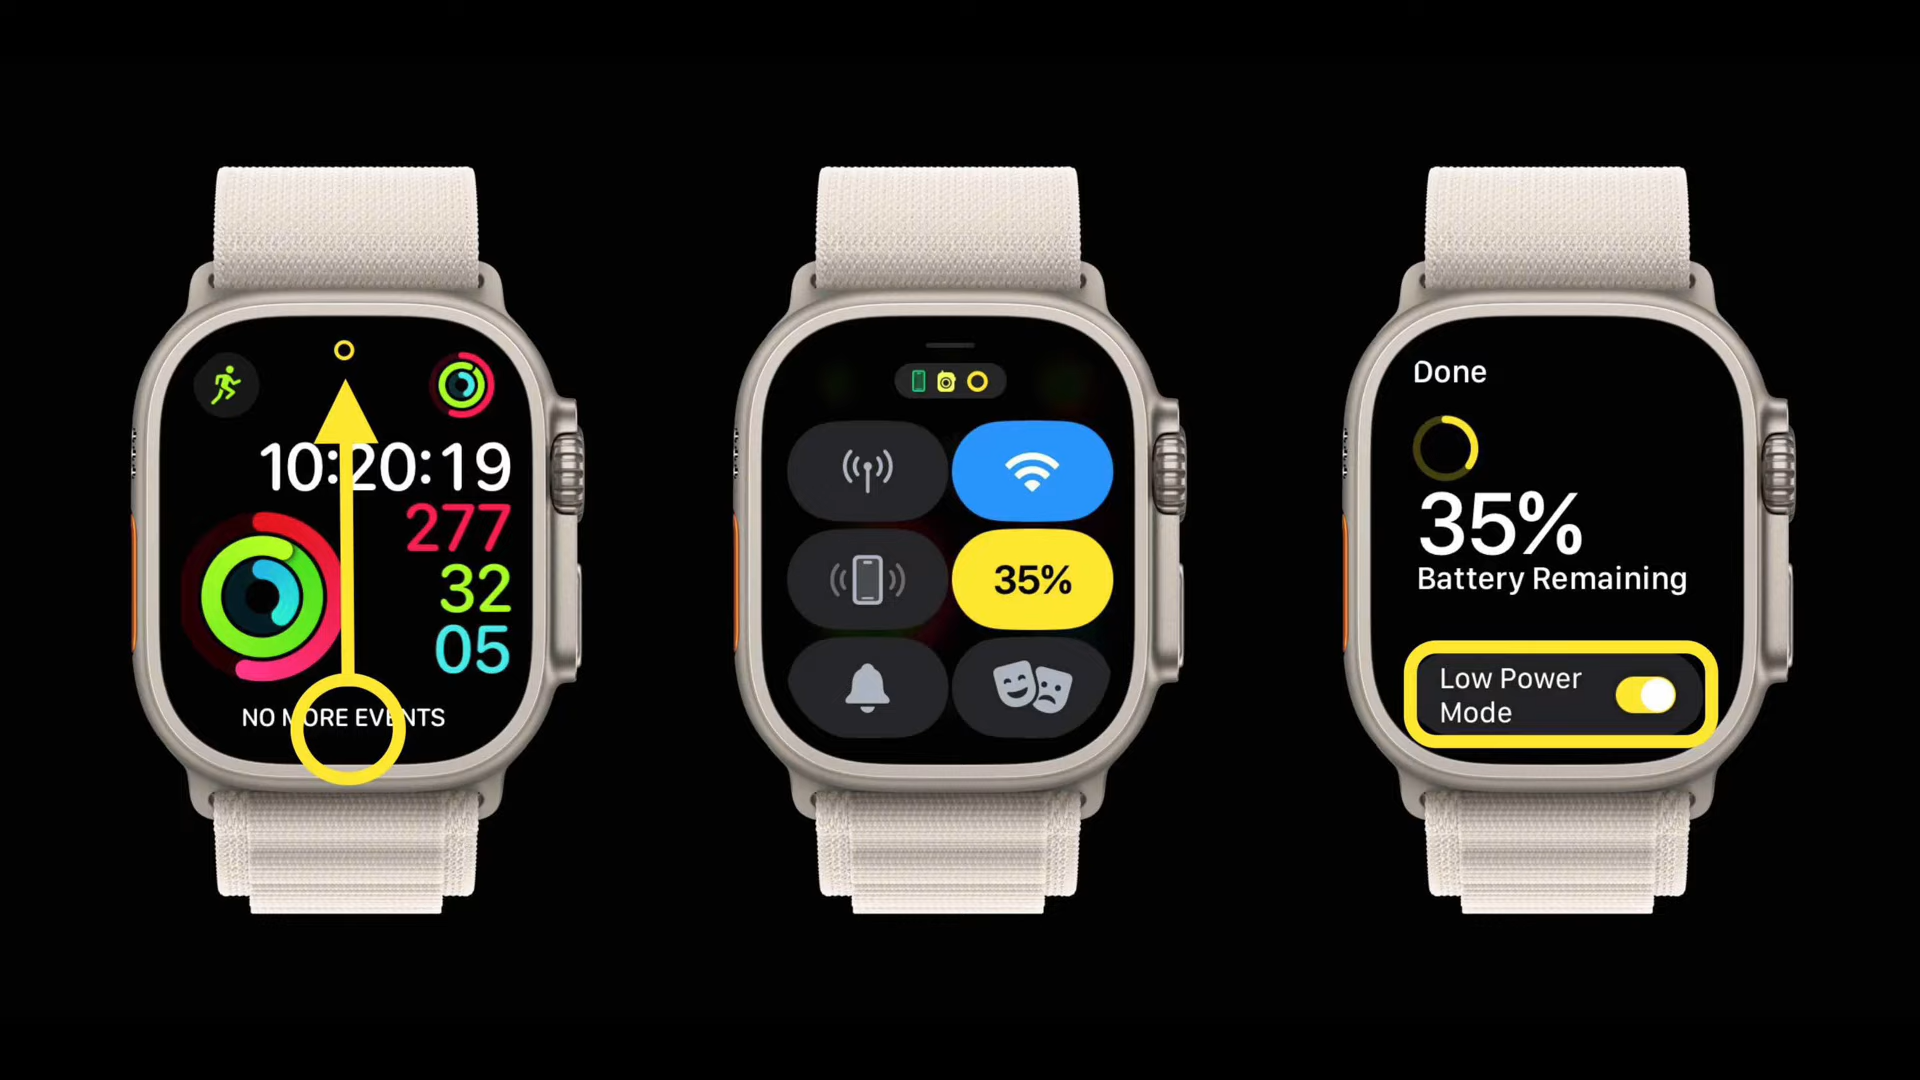 10:20:19
277
32
05
NO MORE EVENTS
35%
Done
35%
Battery Remaining
Low Power
Mode